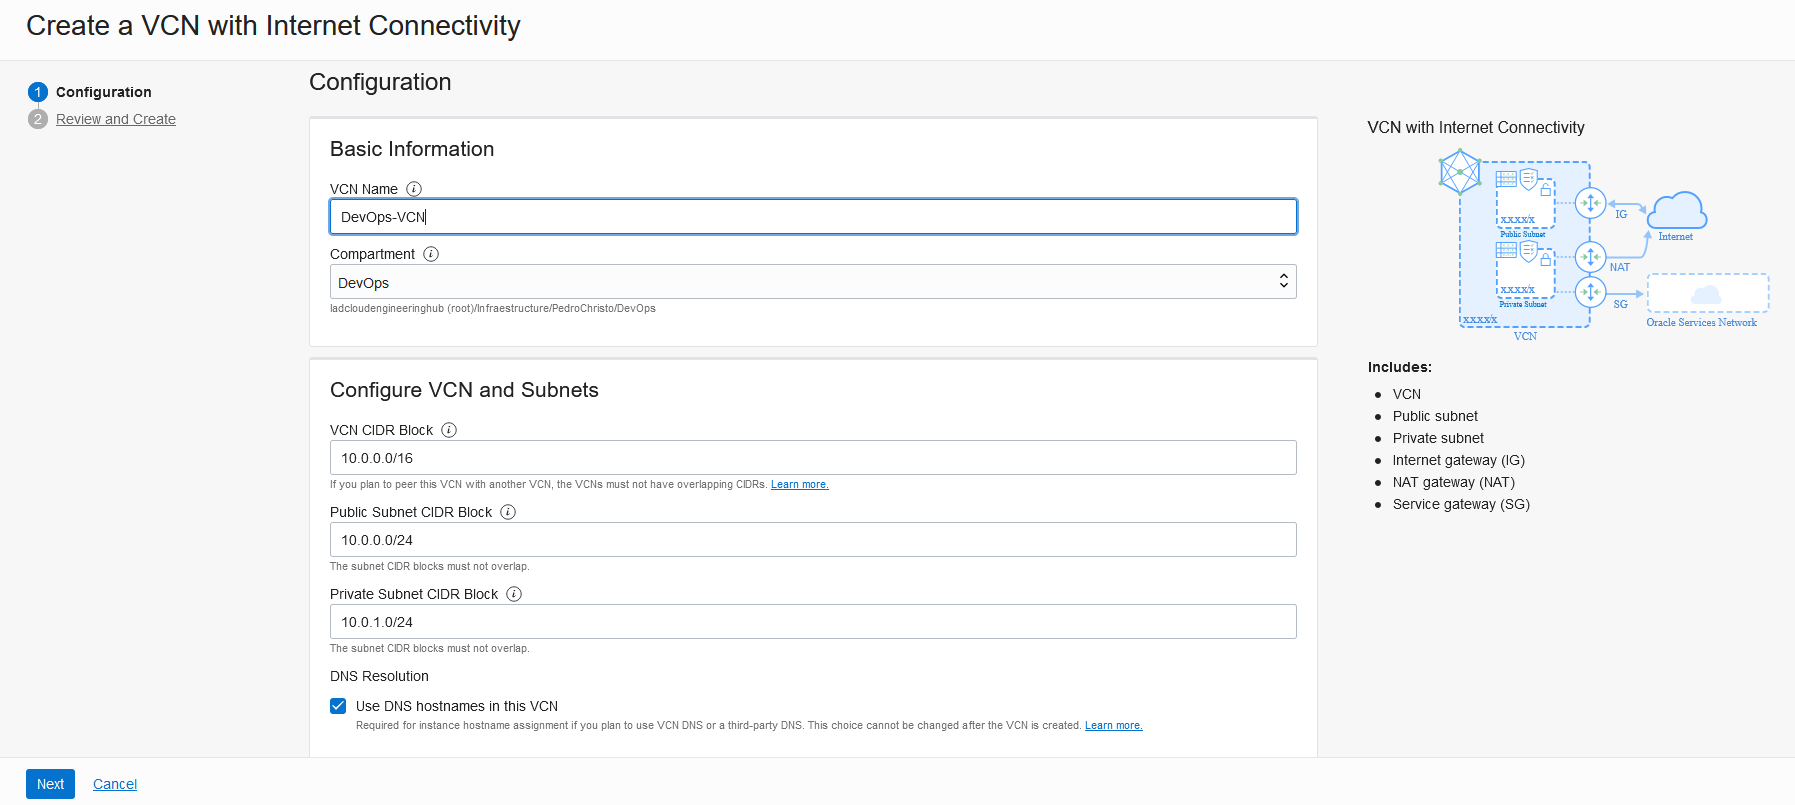 Create a VCN with Internet Connectivity
1 Configuration
2 Review and Create
Configuration
Basic Information
VCN Name i
DevOps-VCN
Compartment i
DevOps
ladcloudengineeringhub (root)/Infraestructure/PedroChristo/DevOps
Configure VCN and Subnets
VCN CIDR Block i
10.0.0.0/16
If you plan to peer this VCN with another VCN, the VCNs must not have overlapping CIDRs. Learn more.
Public Subnet CIDR Block i
10.0.0.0/24
The subnet CIDR blocks must not overlap.
Private Subnet CIDR Block i
10.0.1.0/24
The subnet CIDR blocks must not overlap.
DNS Resolution
Use DNS hostnames in this VCN
Required for instance hostname assignment if you plan to use VCN DNS or a third-party DNS. This choice cannot be changed after the VCN is created. Learn more.
Next Cancel
VCN with Internet Connectivity
XXXX/X
Public Subnet
IG
Internet
XXXX/X
Private Subnet
NAT
SG
XXXX/X
VCN
Oracle Services Network
Includes:
VCN
Public subnet
Private subnet
Internet gateway (IG)
NAT gateway (NAT)
Service gateway (SG)